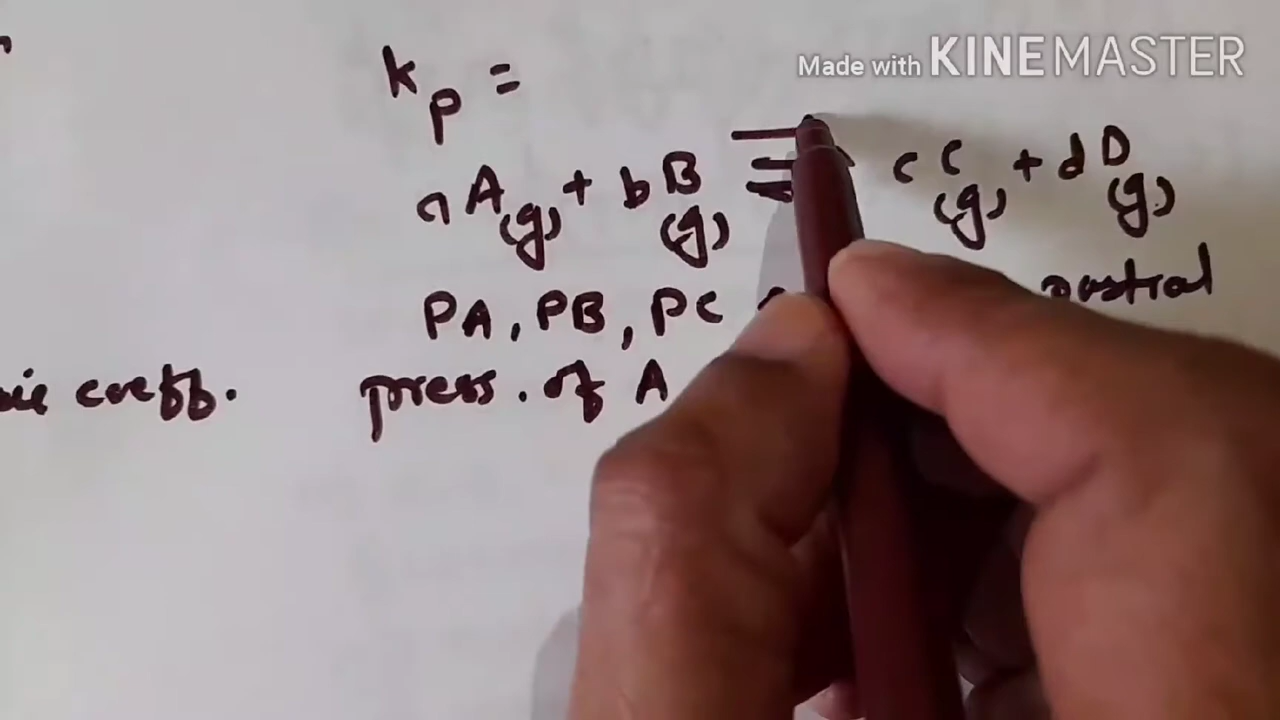 Made with KINEMASTER
Kp =
aA(g) + bB(g) ⇌ cC(g) + dD(g)
PA, PB, PC partial
coeff. press. of A